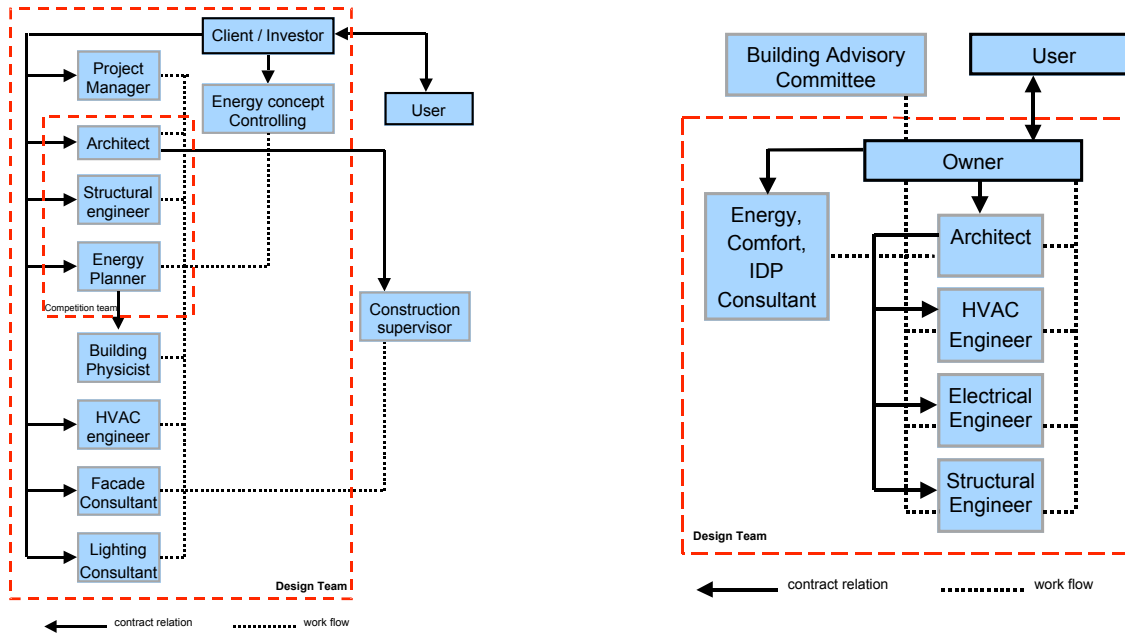 Client / Investor
Project
Manager
Energy concept
Controlling
User
Architect
Structural
engineer
Energy
Planner
Competition team
Construction
supervisor
Building
Physicist
HVAC
engineer
Facade
Consultant
Lighting
Consultant
Design Team
contract relation
work flow
Building Advisory
Committee
User
Owner
Energy,
Comfort,
IDP
Consultant
Architect
HVAC
Engineer
Electrical
Engineer
Structural
Engineer
Design Team
contract relation
work flow